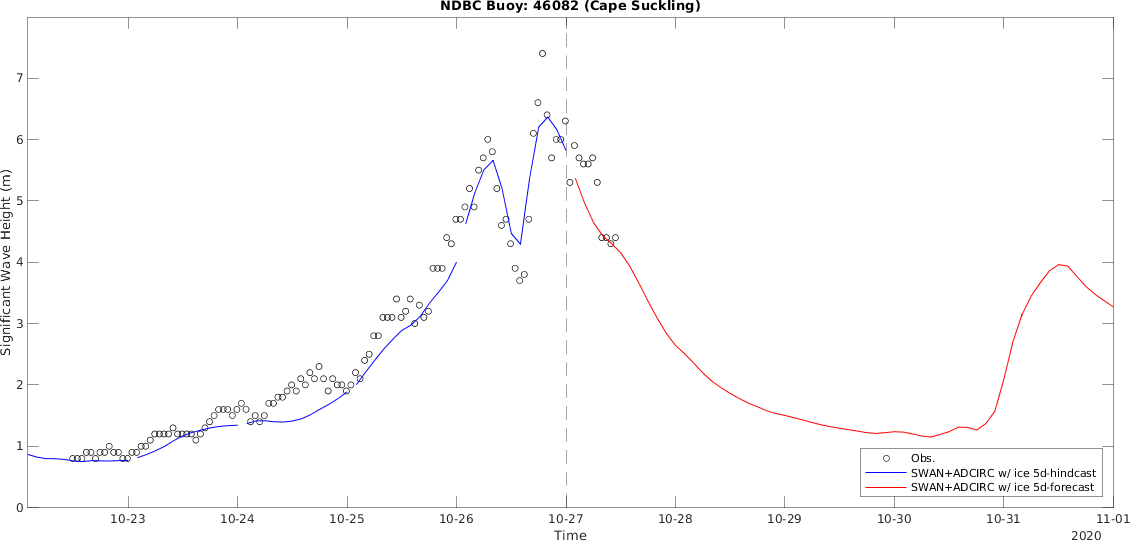 NDBC Buoy: 46082 (Cape Suckling)
Significant Wave Height (m)
7
6
5
4
3
2
1
0
Obs.
SWAN+ADCIRC w/ ice 5d-hindcast
SWAN+ADCIRC w/ ice 5d-forecast
10-23 10-24 10-25 10-26 10-27 10-28 10-29 10-30 10-31 11-01
Time
2020